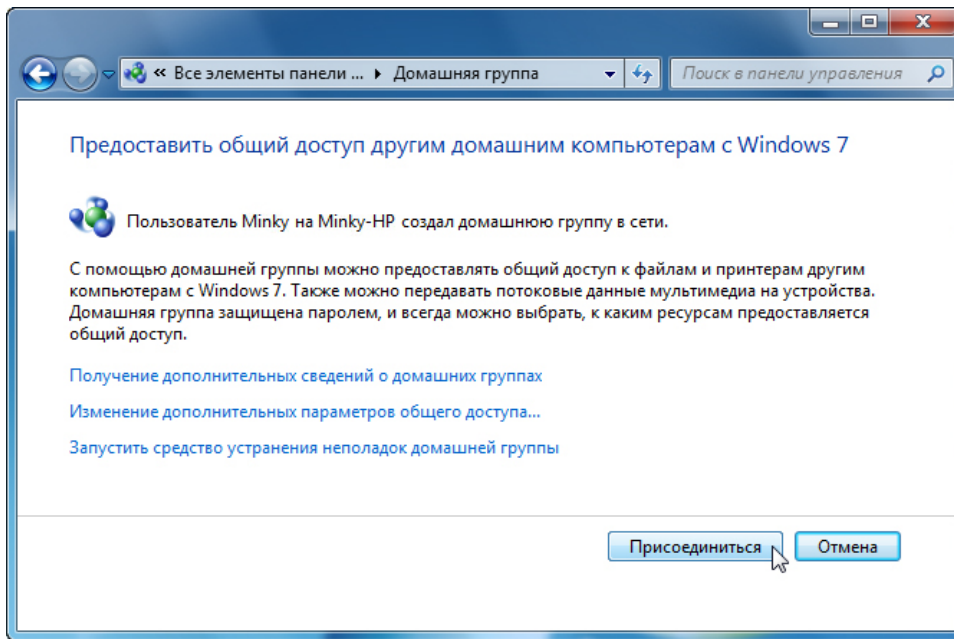 « Все элементы панели ... ▸ Домашняя группа
Поиск в панели управления
Предоставить общий доступ другим домашним компьютерам с Windows 7
Пользователь Minky на Minky-HP создал домашнюю группу в сети.
С помощью домашней группы можно предоставлять общий доступ к файлам и принтерам другим
компьютерам с Windows 7. Также можно передавать потоковые данные мультимедиа на устройства.
Домашняя группа защищена паролем, и всегда можно выбрать, к каким ресурсам предоставляется
общий доступ.
Получение дополнительных сведений о домашних группах
Изменение дополнительных параметров общего доступа...
Запустить средство устранения неполадок домашней группы
Присоединиться
Отмена